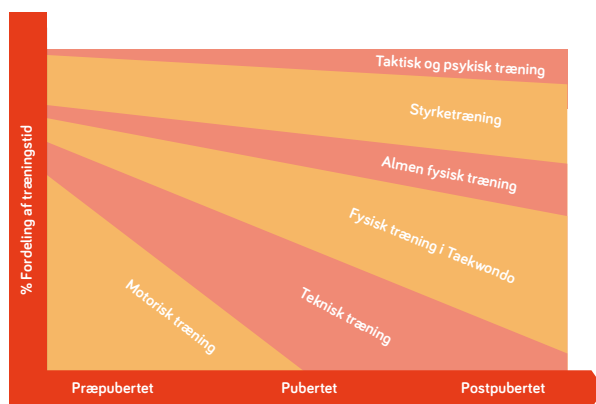 % Fordeling af træningstid
Taktisk og psykisk træning
Styrketræning
Almen fysisk træning
Fysisk træning i Taekwondo
Teknisk træning
Motorisk træning
Præpubertet
Pubertet
Postpubertet